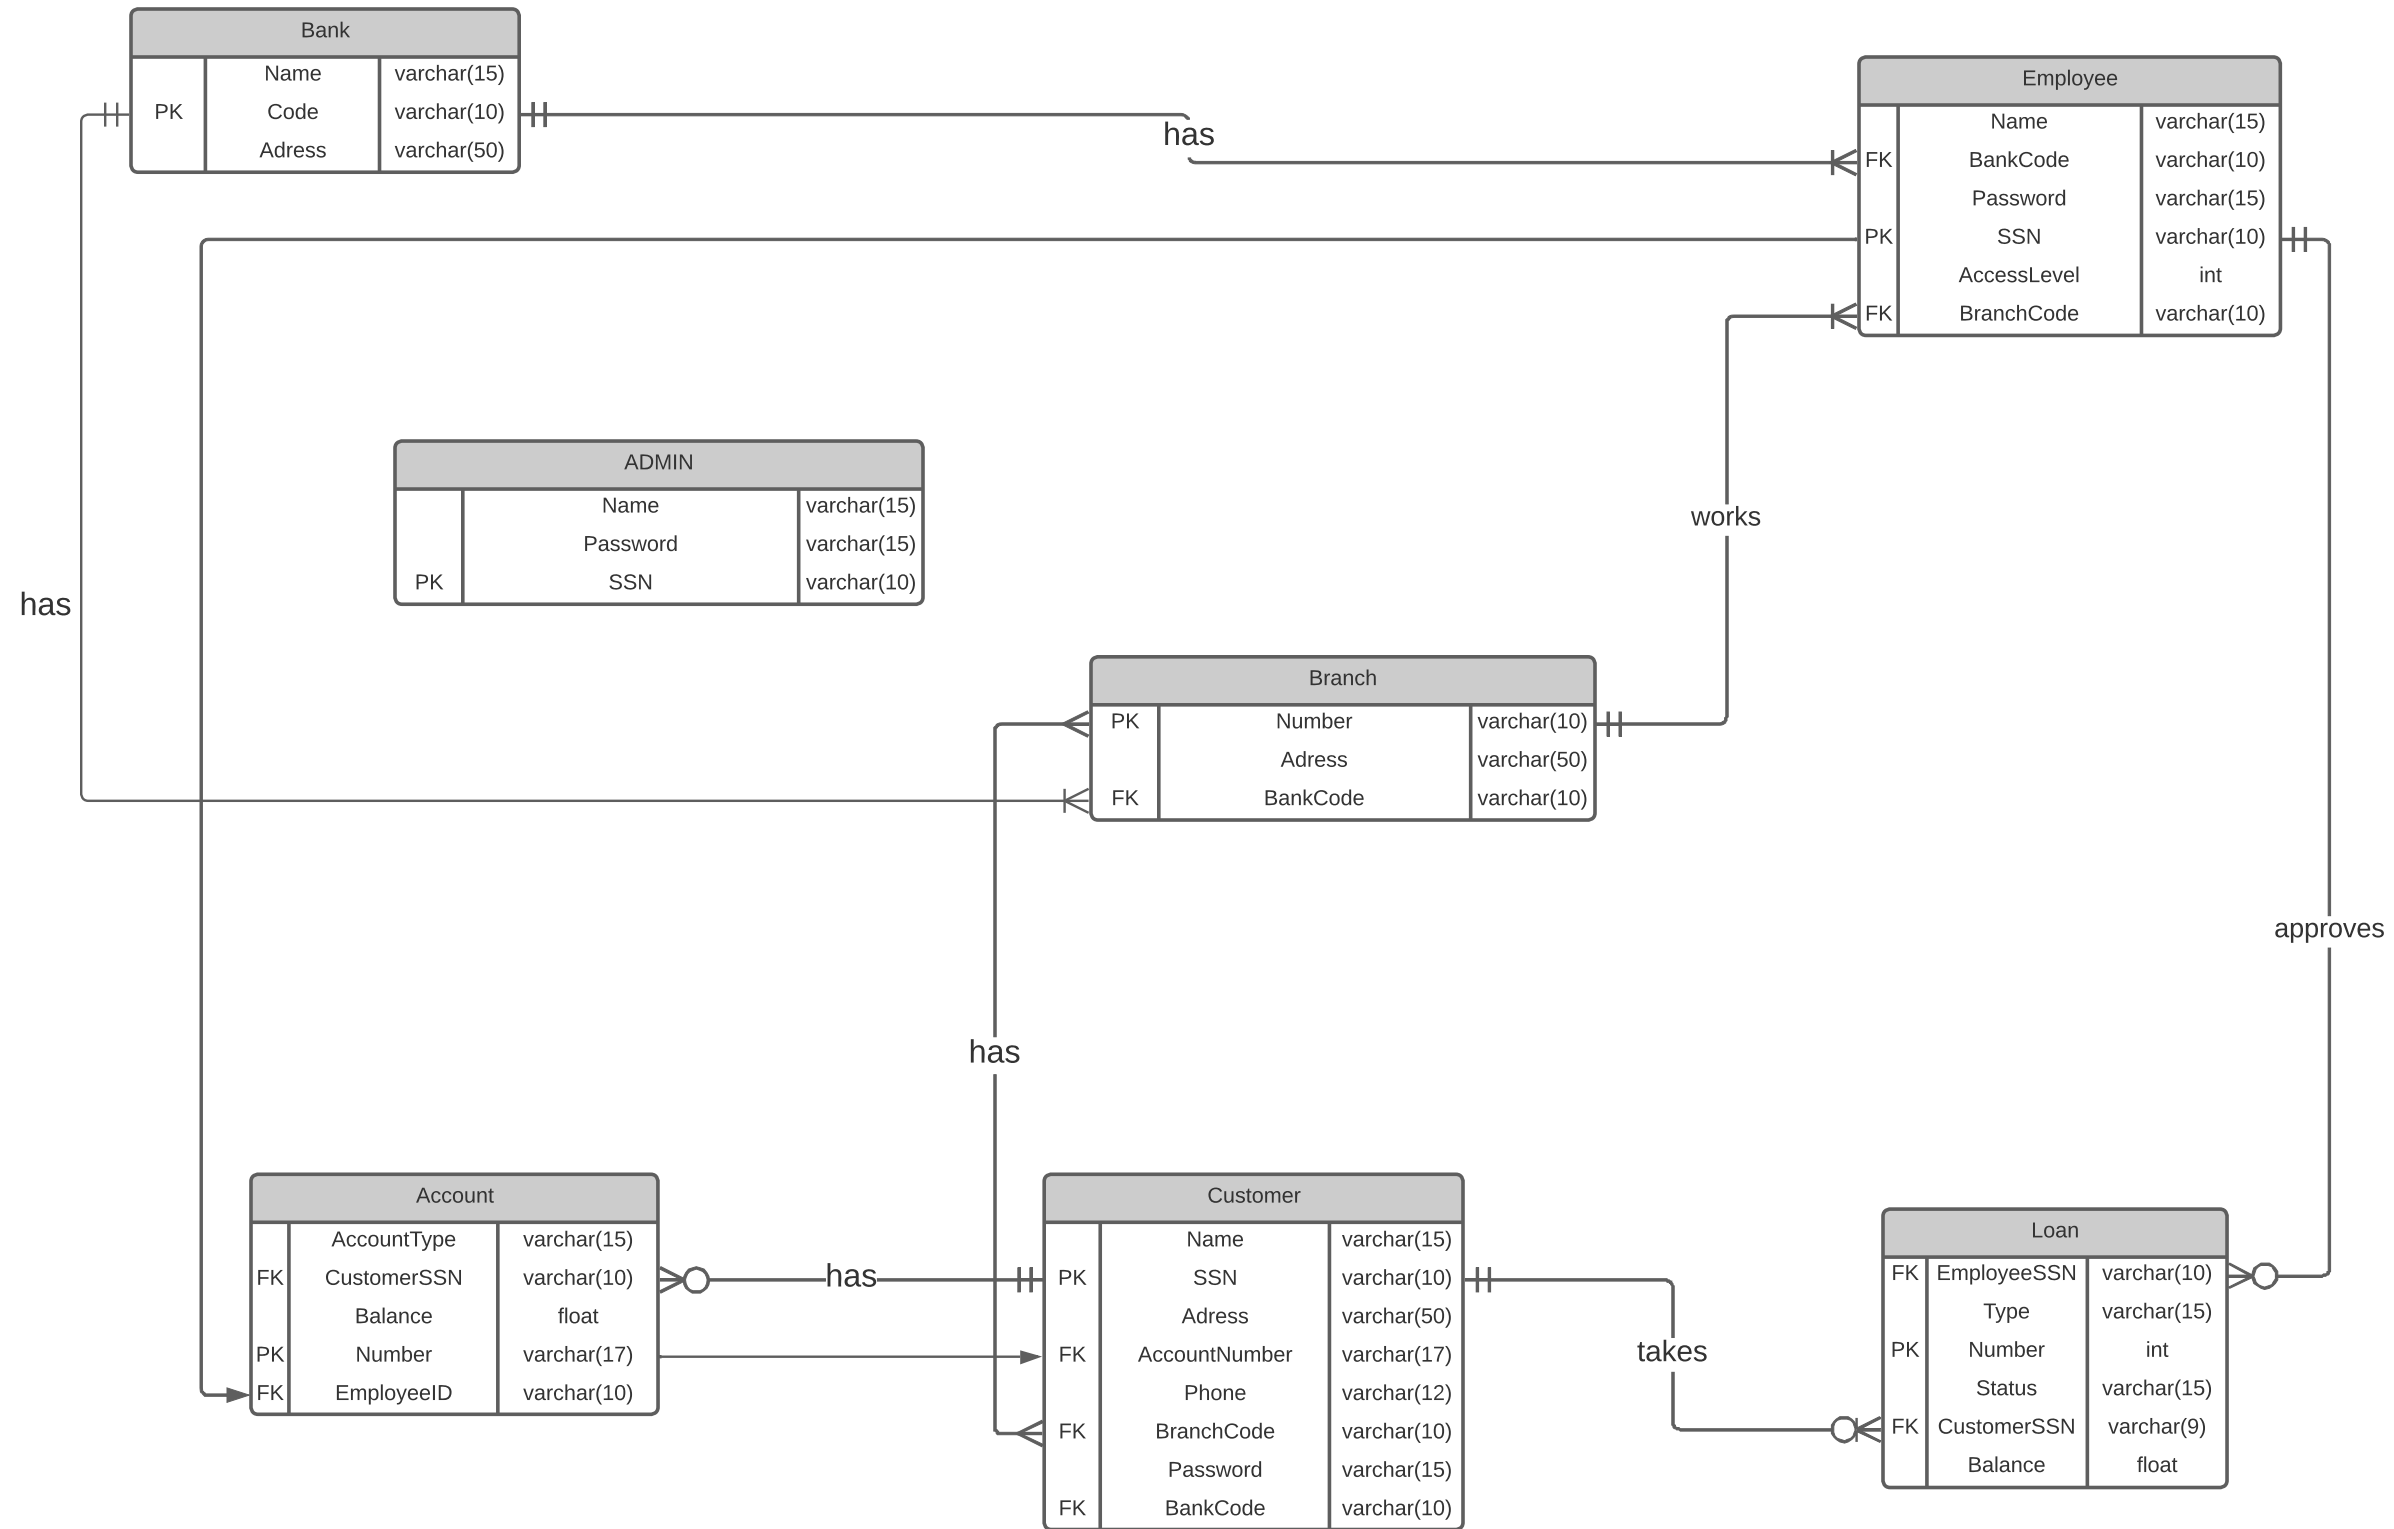 Bank
Name varchar(15)
PK Code varchar(10)
Adress varchar(50)
has
Employee
Name varchar(15)
FK BankCode varchar(10)
Password varchar(15)
PK SSN varchar(10)
AccessLevel int
FK BranchCode varchar(10)
ADMIN
Name varchar(15)
Password varchar(15)
PK SSN varchar(10)
works
has
Branch
PK Number varchar(10)
Adress varchar(50)
FK BankCode varchar(10)
approves
has
Account
AccountType varchar(15)
FK CustomerSSN varchar(10)
Balance float
PK Number varchar(17)
FK EmployeeID varchar(10)
has
Customer
Name varchar(15)
PK SSN varchar(10)
Adress varchar(50)
FK AccountNumber varchar(17)
Phone varchar(12)
FK BranchCode varchar(10)
Password varchar(15)
FK BankCode varchar(10)
takes
Loan
FK EmployeeSSN varchar(10)
Type varchar(15)
PK Number int
Status varchar(15)
FK CustomerSSN varchar(9)
Balance float